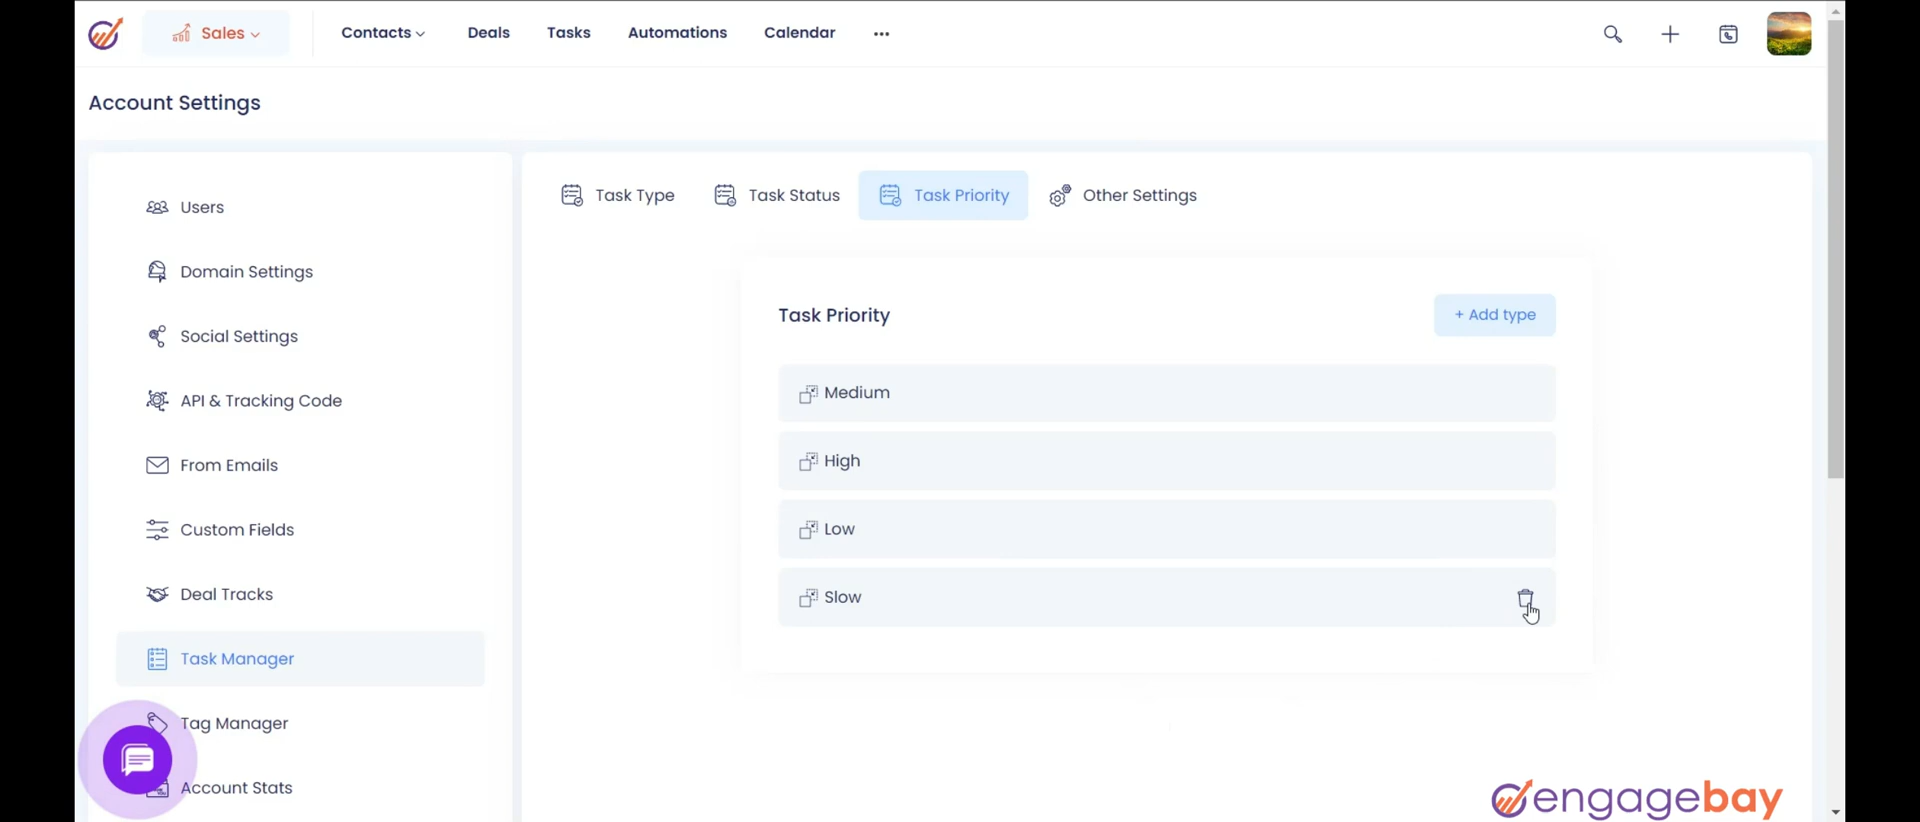 Sales
Contacts
Deals
Tasks
Automations
Calendar
Account Settings
Users
Domain Settings
Social Settings
API & Tracking Code
From Emails
Custom Fields
Deal Tracks
Task Manager
Tag Manager
Account Stats
Task Type
Task Status
Task Priority
Other Settings
Task Priority
+ Add type
Medium
High
Low
Slow
engagebay